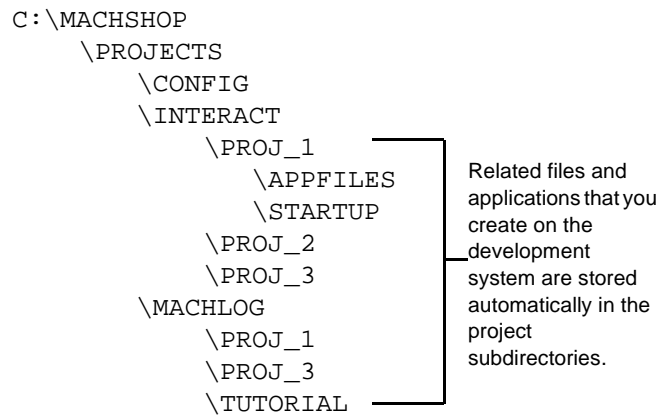 C:\MACHSHOP
\PROJECTS
\CONFIG
\INTERACT
\PROJ_1
\APPFILES
\STARTUP
\PROJ_2
\PROJ_3
\MACHLOG
\PROJ_1
\PROJ_3
\TUTORIAL
Related files and
applications that you
create on the
development
system are stored
automatically in the
project
subdirectories.